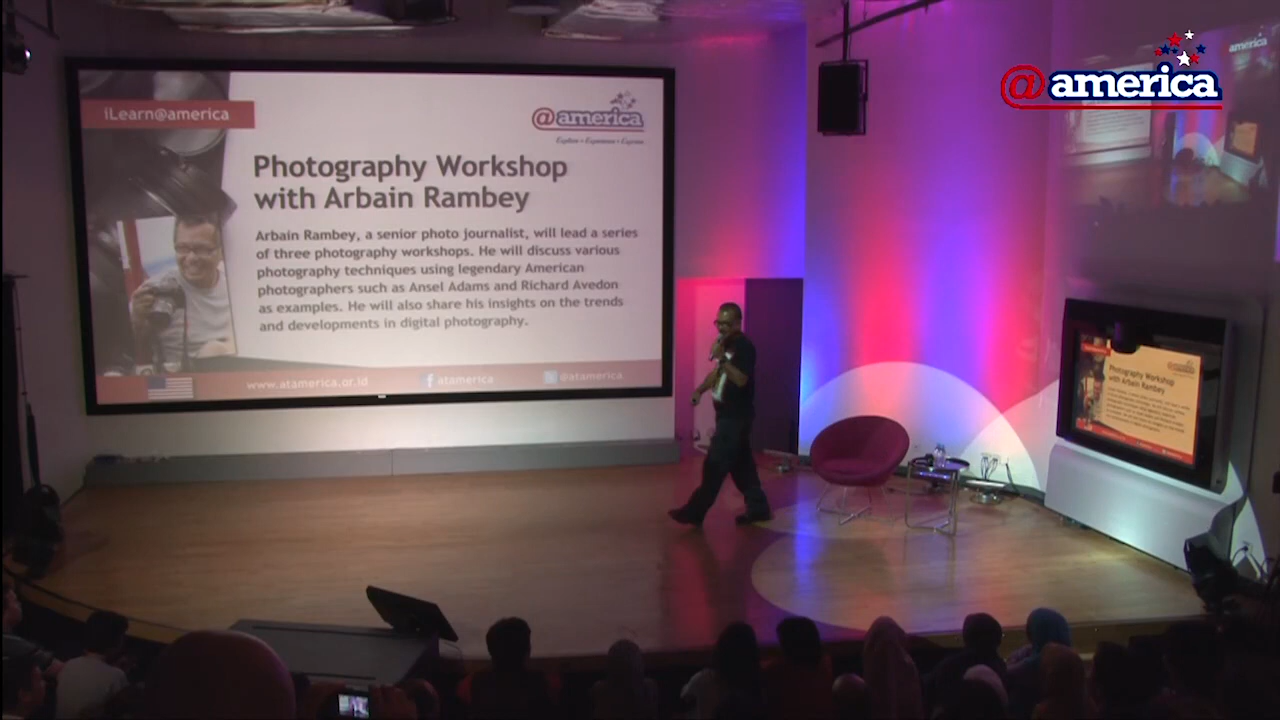 iLearn@america
@america
Explore • Experience • Express
Photography Workshop
with Arbain Rambey
Arbain Rambey, a senior photo journalist, will lead a series
of three photography workshops. He will discuss various
photography techniques using legendary American
photographers such as Ansel Adams and Richard Avedon
as examples. He will also share his insights on the trends
and developments in digital photography.
www.atamerica.or.id
atamerica
@atamerica
@america
america
Photography Workshop
with Arbain Rambey